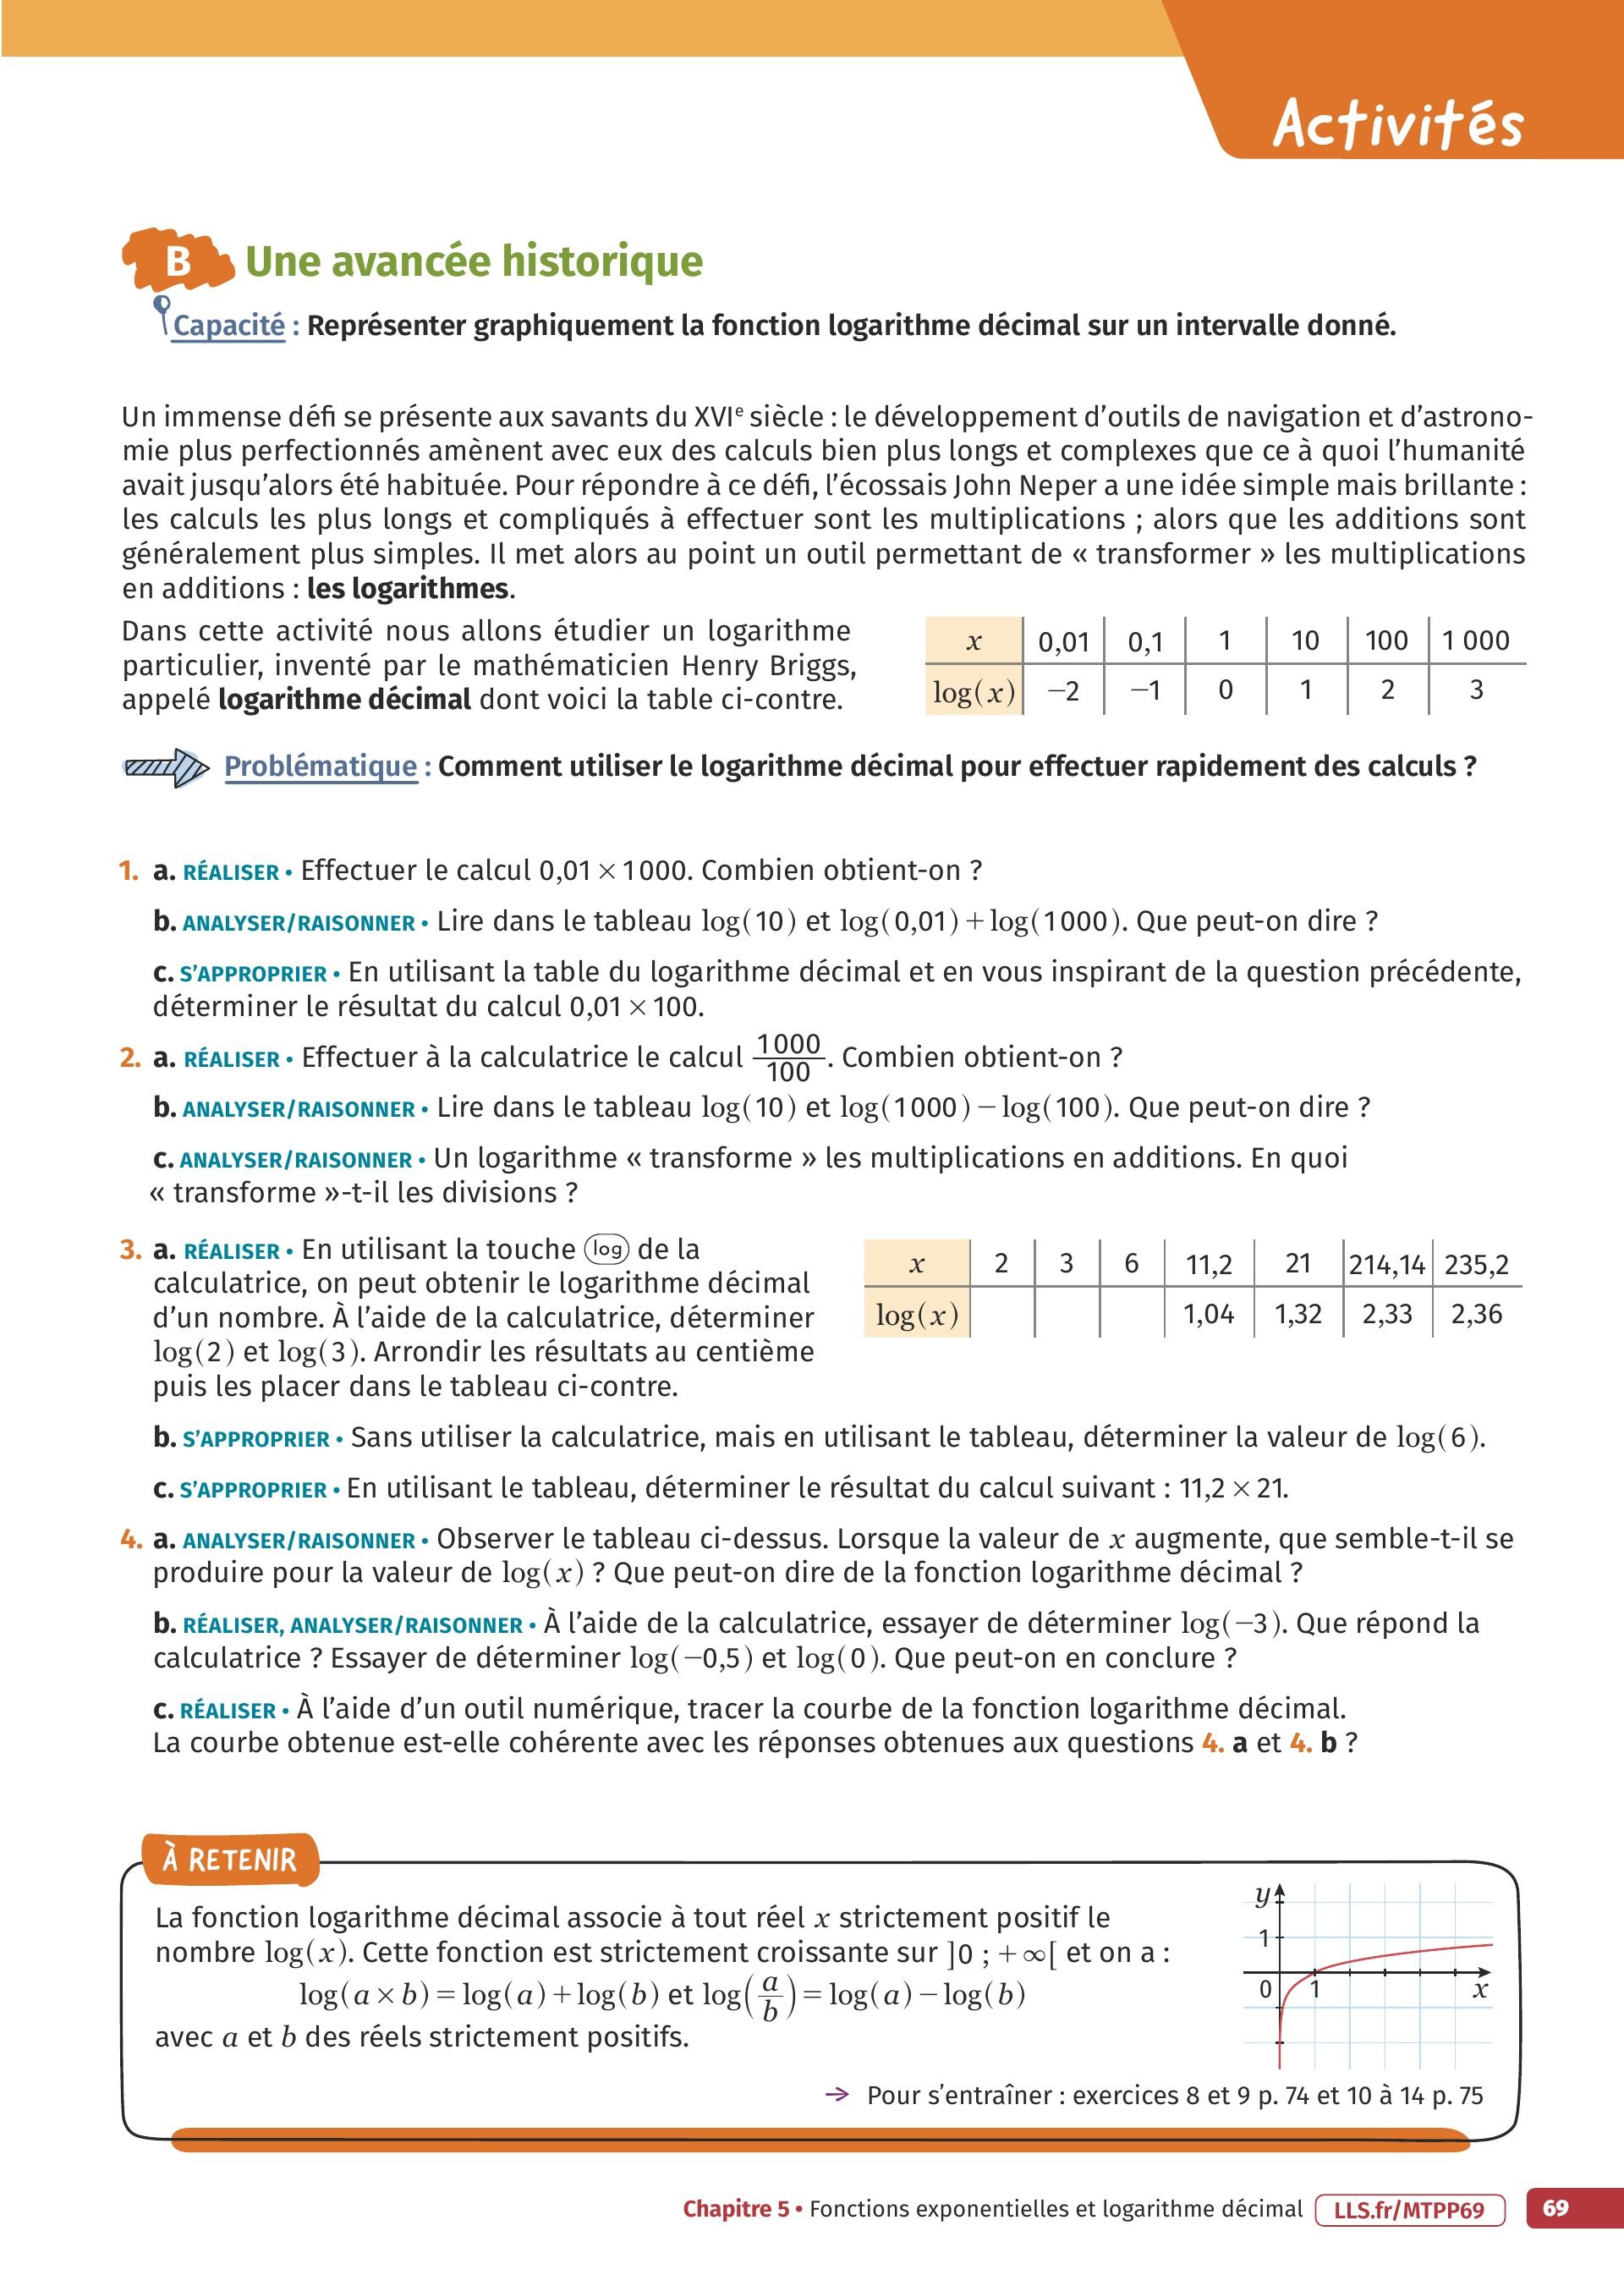 Activités
B Une avancée historique
Capacité : Représenter graphiquement la fonction logarithme décimal sur un intervalle donné.
Un immense défi se présente aux savants du XVIe siècle : le développement d’outils de navigation et d’astrono-
mie plus perfectionnés amènent avec eux des calculs bien plus longs et complexes que ce à quoi l’humanité
avait jusqu’alors été habituée. Pour répondre à ce défi, l’écossais John Neper a une idée simple mais brillante :
les calculs les plus longs et compliqués à effectuer sont les multiplications ; alors que les additions sont
généralement plus simples. Il met alors au point un outil permettant de « transformer » les multiplications
en additions : les logarithmes.
Dans cette activité nous allons étudier un logarithme
particulier, inventé par le mathématicien Henry Briggs,
appelé logarithme décimal dont voici la table ci-contre.
x 0,01 0,1 1 10 100 1 000
log(x) −2 −1 0 1 2 3
Problématique : Comment utiliser le logarithme décimal pour effectuer rapidement des calculs ?
1. a. RÉALISER • Effectuer le calcul 0,01 × 1 000. Combien obtient-on ?
b. ANALYSER/RAISONNER • Lire dans le tableau log(10) et log(0,01) + log(1 000). Que peut-on dire ?
c. S’APPROPRIER • En utilisant la table du logarithme décimal et en vous inspirant de la question précédente,
déterminer le résultat du calcul 0,01 × 100.
2. a. RÉALISER • Effectuer à la calculatrice le calcul 1 000/100. Combien obtient-on ?
b. ANALYSER/RAISONNER • Lire dans le tableau log(10) et log(1 000) − log(100). Que peut-on dire ?
c. ANALYSER/RAISONNER • Un logarithme « transforme » les multiplications en additions. En quoi
« transforme »-t-il les divisions ?
3. a. RÉALISER • En utilisant la touche log de la
calculatrice, on peut obtenir le logarithme décimal
d’un nombre. À l’aide de la calculatrice, déterminer
log(2) et log(3). Arrondir les résultats au centième
puis les placer dans le tableau ci-contre.
x 2 3 6 11,2 21 214,14 235,2
log(x) 1,04 1,32 2,33 2,36
b. S’APPROPRIER • Sans utiliser la calculatrice, mais en utilisant le tableau, déterminer la valeur de log(6).
c. S’APPROPRIER • En utilisant le tableau, déterminer le résultat du calcul suivant : 11,2 × 21.
4. a. ANALYSER/RAISONNER • Observer le tableau ci-dessus. Lorsque la valeur de x augmente, que semble-t-il se
produire pour la valeur de log(x) ? Que peut-on dire de la fonction logarithme décimal ?
b. RÉALISER, ANALYSER/RAISONNER • À l’aide de la calculatrice, essayer de déterminer log(−3). Que répond la
calculatrice ? Essayer de déterminer log(−0,5) et log(0). Que peut-on en conclure ?
c. RÉALISER • À l’aide d’un outil numérique, tracer la courbe de la fonction logarithme décimal.
La courbe obtenue est-elle cohérente avec les réponses obtenues aux questions 4. a et 4. b ?
À RETENIR
La fonction logarithme décimal associe à tout réel x strictement positif le
nombre log(x). Cette fonction est strictement croissante sur ]0 ; +∞[ et on a :
log(a × b) = log(a) + log(b) et log(a/b) = log(a) − log(b)
avec a et b des réels strictement positifs.
y
1
0 1 x
→ Pour s’entraîner : exercices 8 et 9 p. 74 et 10 à 14 p. 75
Chapitre 5 • Fonctions exponentielles et logarithme décimal LLS.fr/MTPP69 69